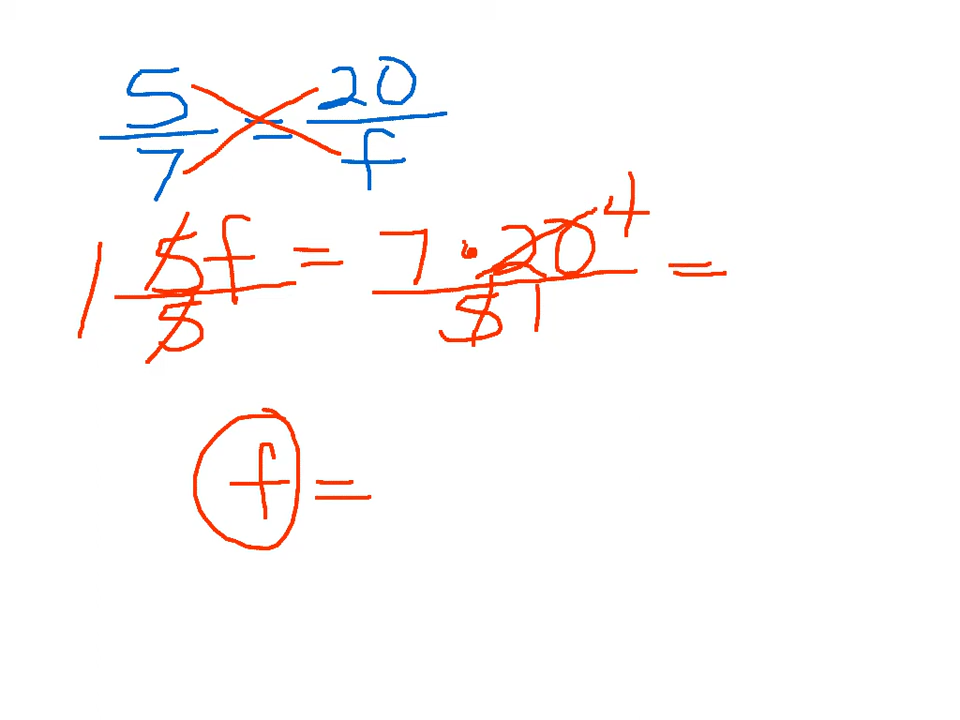 5/7 = 20/f
1 5f/5 = 7 · 20 4/5 1 =
f =